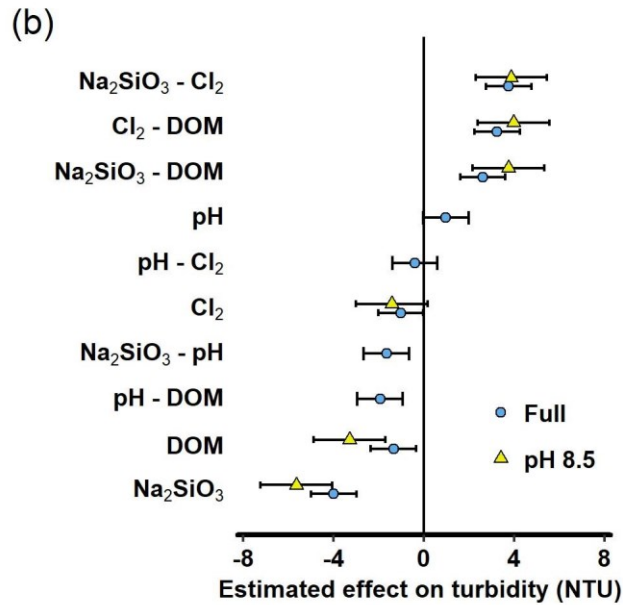 (b)
Na₂SiO₃ - Cl₂
Cl₂ - DOM
Na₂SiO₃ - DOM
pH
pH - Cl₂
Cl₂
Na₂SiO₃ - pH
pH - DOM
DOM
Na₂SiO₃
Full
pH 8.5
-8 -4 0 4 8
Estimated effect on turbidity (NTU)